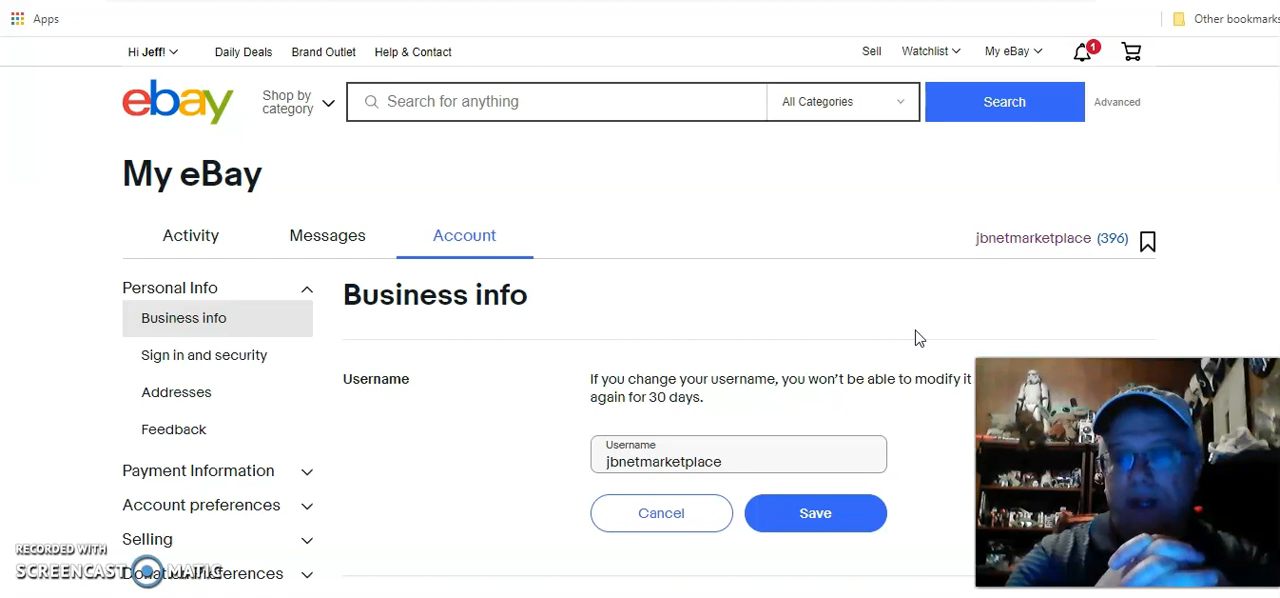 Apps
Other bookmarks
Hi Jeff! Daily Deals Brand Outlet Help & Contact Sell Watchlist My eBay 1
ebay Shop by category Search for anything All Categories Search Advanced
My eBay
Activity Messages Account jbnetmarketplace (396)
Personal Info
Business info
Sign in and security
Addresses
Feedback
Payment Information
Account preferences
Selling
Business info
Username
If you change your username, you won't be able to modify it
again for 30 days.
Username
jbnetmarketplace
Cancel Save
RECORDED WITH
SCREENCAST MATIC